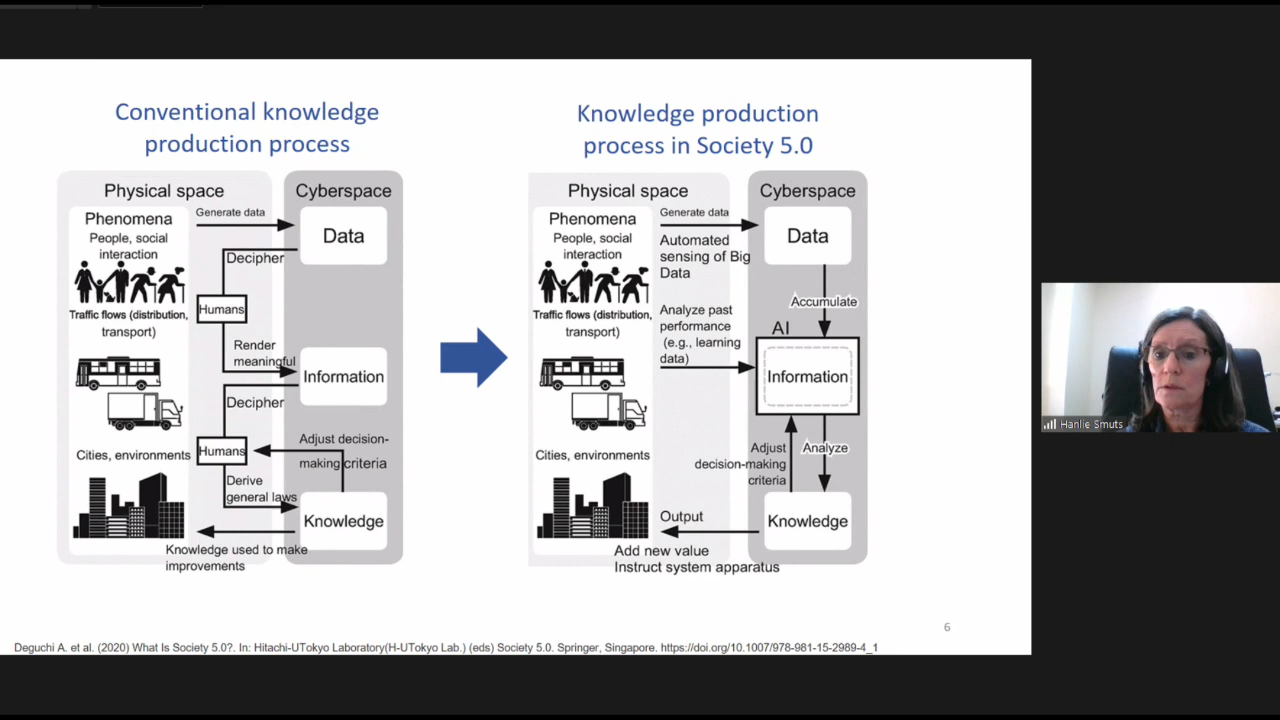 Conventional knowledge
production process
Physical space
Cyberspace
Phenomena
People, social
interaction
Traffic flows (distribution,
transport)
Cities, environments
Generate data
Data
Decipher
Humans
Render
meaningful
Information
Decipher
Humans
Adjust decision-
making criteria
Derive
general laws
Knowledge
Knowledge used to make
improvements
Knowledge production
process in Society 5.0
Physical space
Cyberspace
Phenomena
People, social
interaction
Traffic flows (distribution,
transport)
Cities, environments
Generate data
Automated
sensing of Big
Data
Data
Accumulate
Analyze past
performance
(e.g., learning
data)
AI
Information
Adjust
decision-making
criteria
Analyze
Knowledge
Output
Add new value
Instruct system apparatus
6
Deguchi A. et al. (2020) What Is Society 5.0?. In: Hitachi-UTokyo Laboratory(H-UTokyo Lab.) (eds) Society 5.0. Springer, Singapore. https://doi.org/10.1007/978-981-15-2989-4_1
Hanlie Smuts